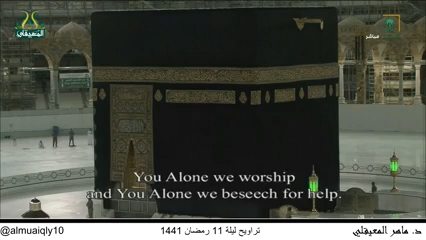 المعيقلي
مباشر
You Alone we worship
and You Alone we beseech for help.
@almuaiqly10
تراويح ليلة 11 رمضان 1441
د. ماهر المعيقلي